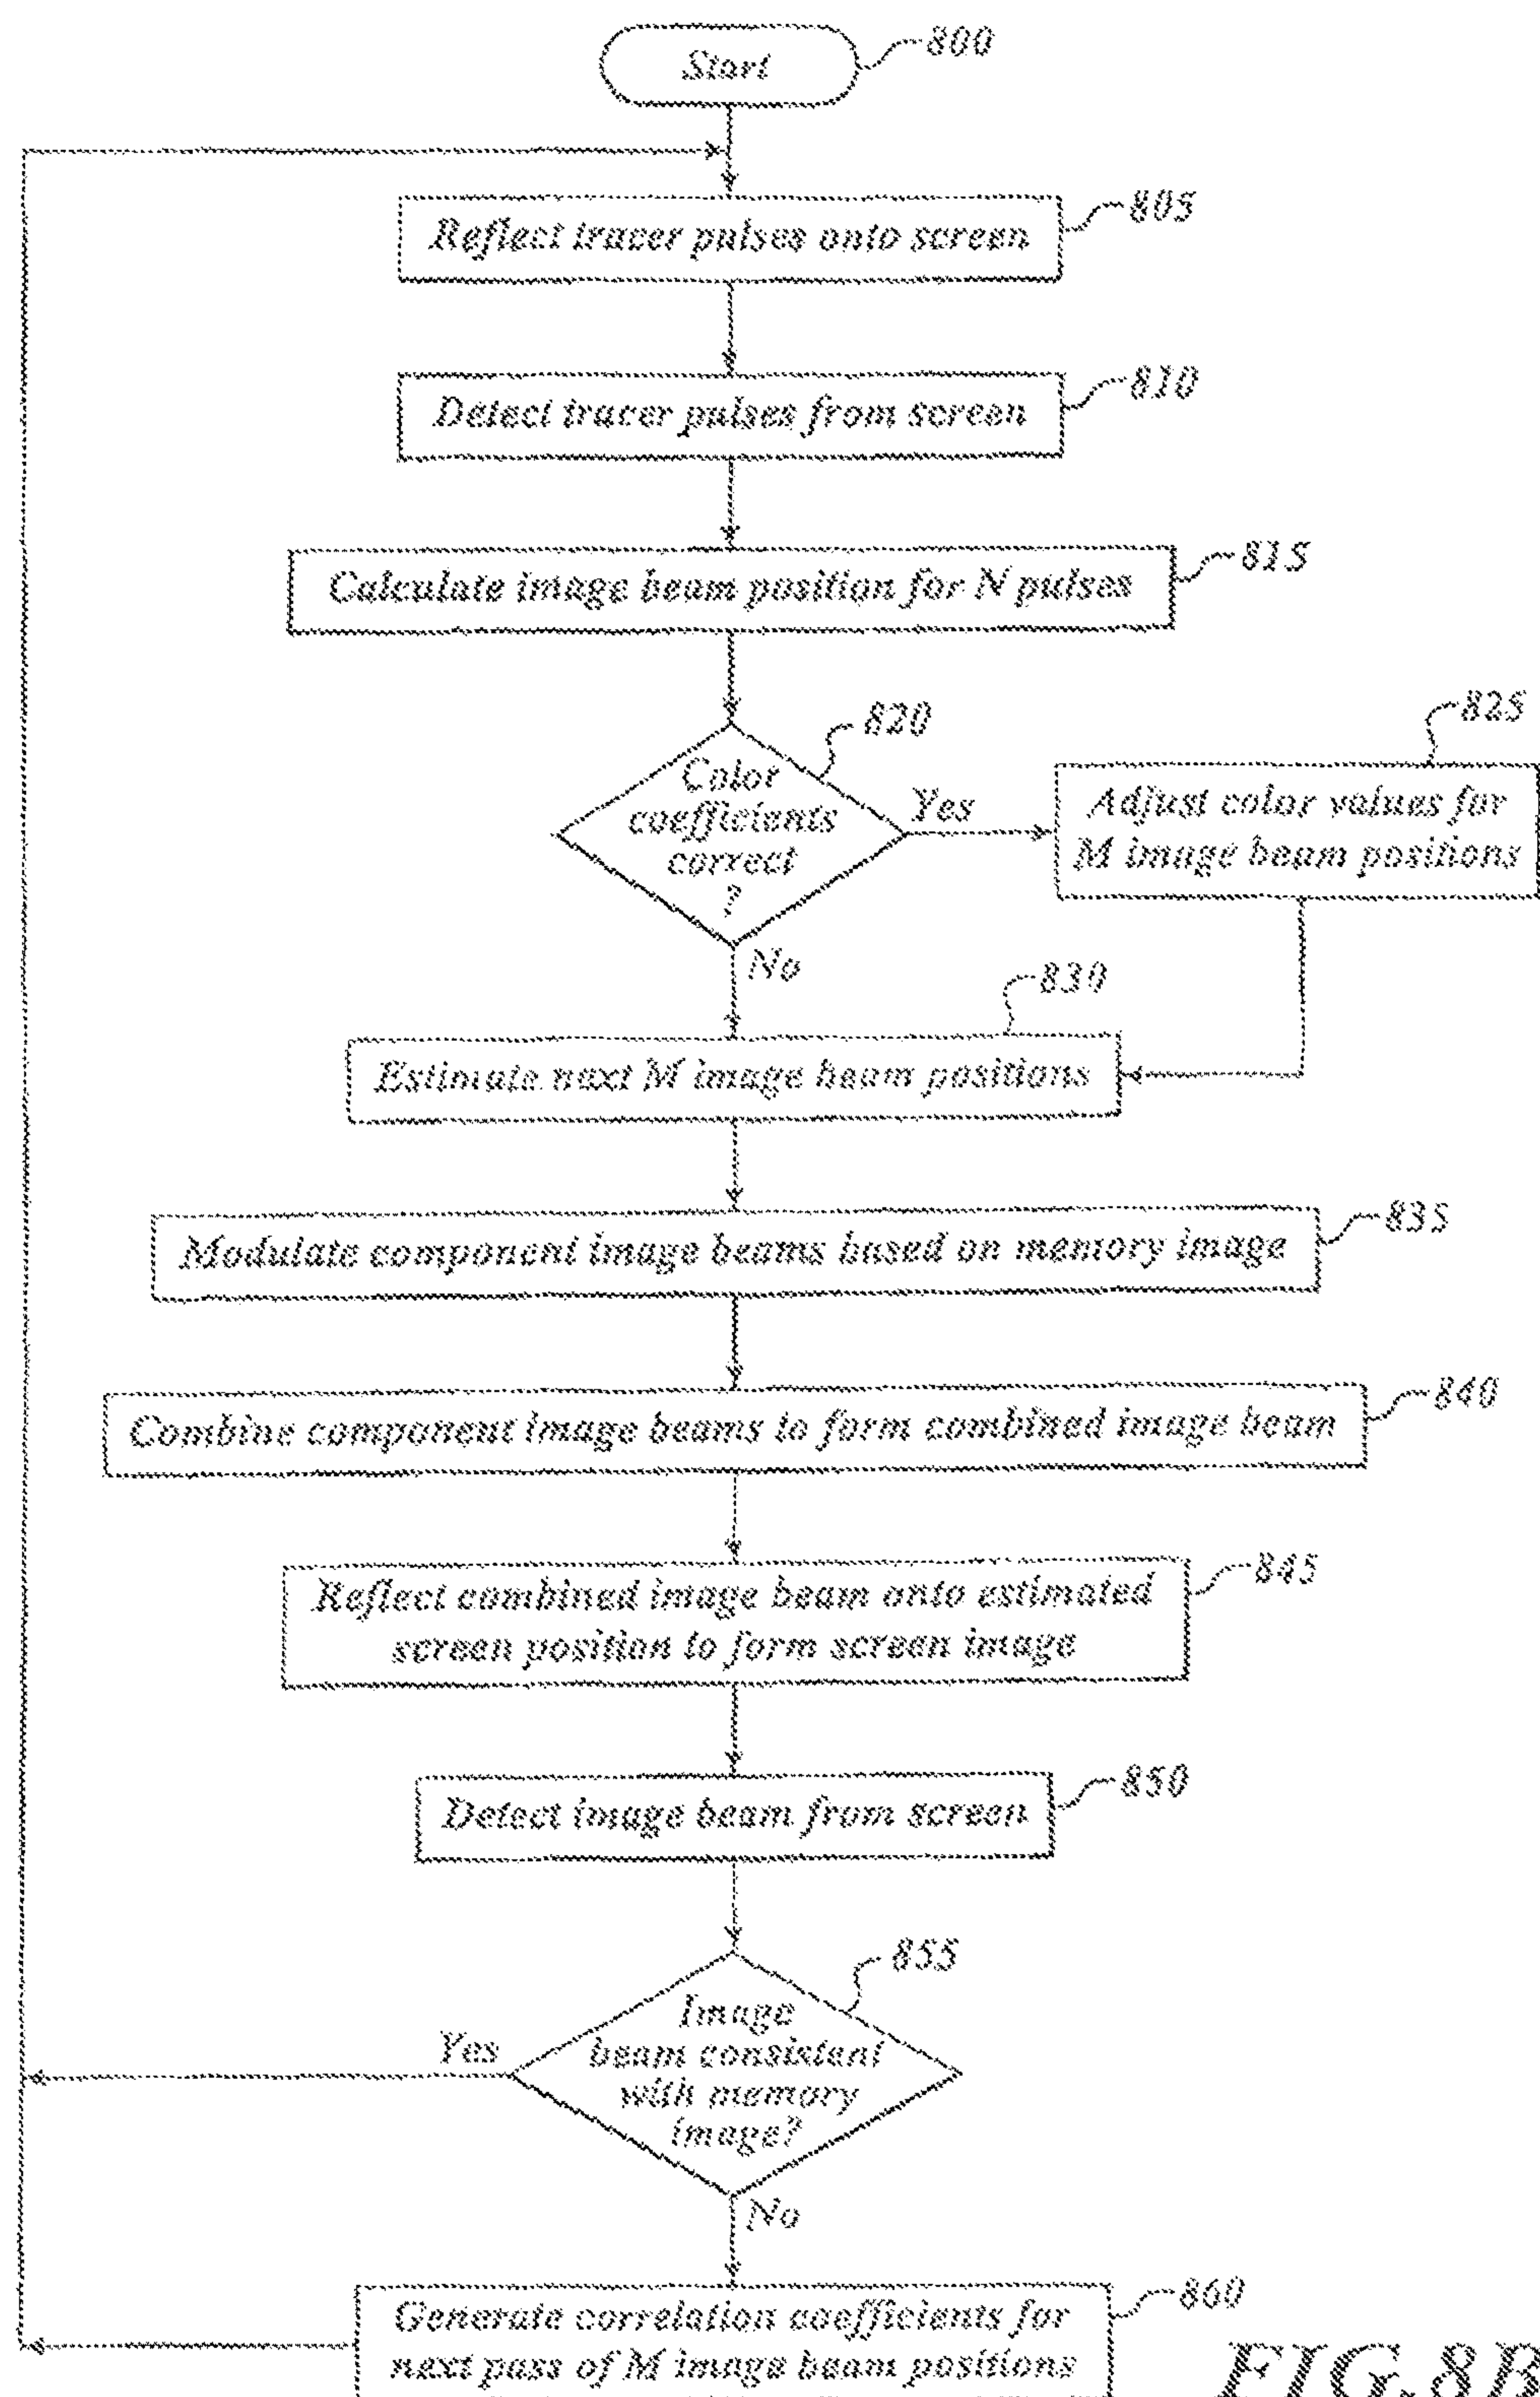 Start
800
Reflect tracer pulses onto screen
805
Detect tracer pulses from screen
810
Calculate image beam position for N pulses
815
Color
coefficients
correct
?
820
Yes
Adjust color values for
M image beam positions
825
No
Estimate next M image beam positions
830
Modulate component image beams based on memory image
835
Combine component image beams to form combined image beam
840
Reflect combined image beam onto estimated
screen position to form screen image
845
Detect image beam from screen
850
Image
beam consistent
with memory
image?
855
Yes
No
Generate correlation coefficients for
next pass of M image beam positions
860
FIG.8B